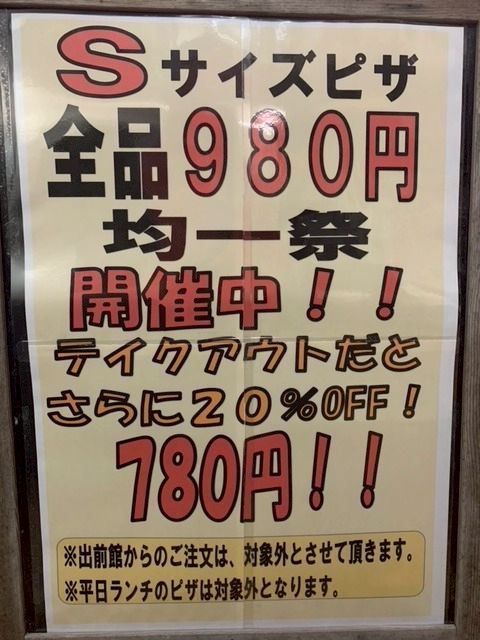 Sサイズピザ
全品９８０円
均一祭
開催中！！
テイクアウトだと
さらに２０％OFF！
780円！！
※出前館からのご注文は、対象外とさせて頂きます。
※平日ランチのピザは対象外となります。